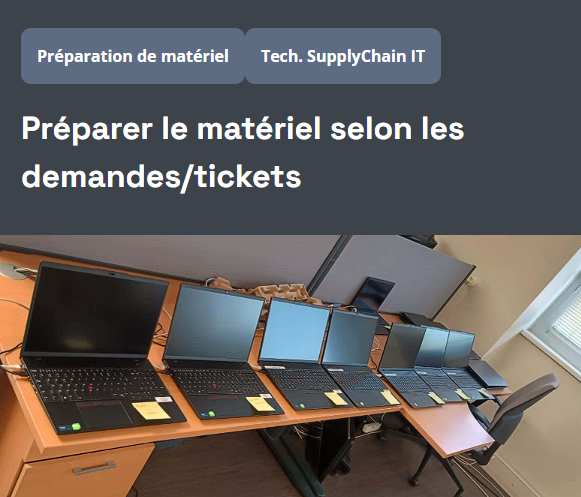 Préparation de matériel
Tech. SupplyChain IT
Préparer le matériel selon les
demandes/tickets